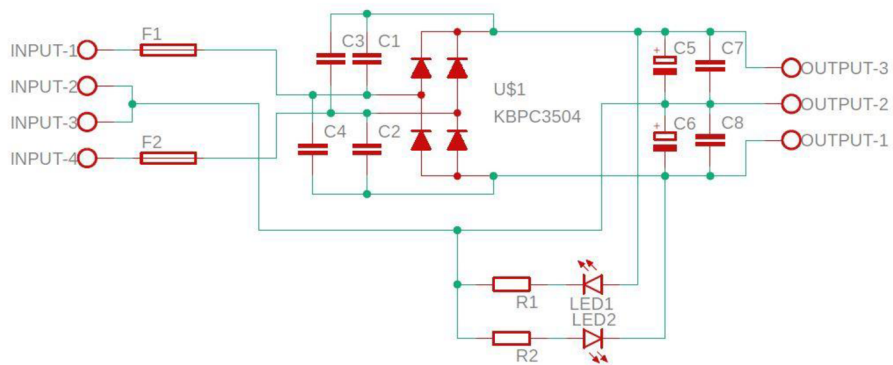 F1
INPUT-1
INPUT-2
INPUT-3
INPUT-4
F2
C3
C1
C4
C2
U$1
KBPC3504
C5
C7
C6
C8
OUTPUT-3
OUTPUT-2
OUTPUT-1
R1
LED1
LED2
R2